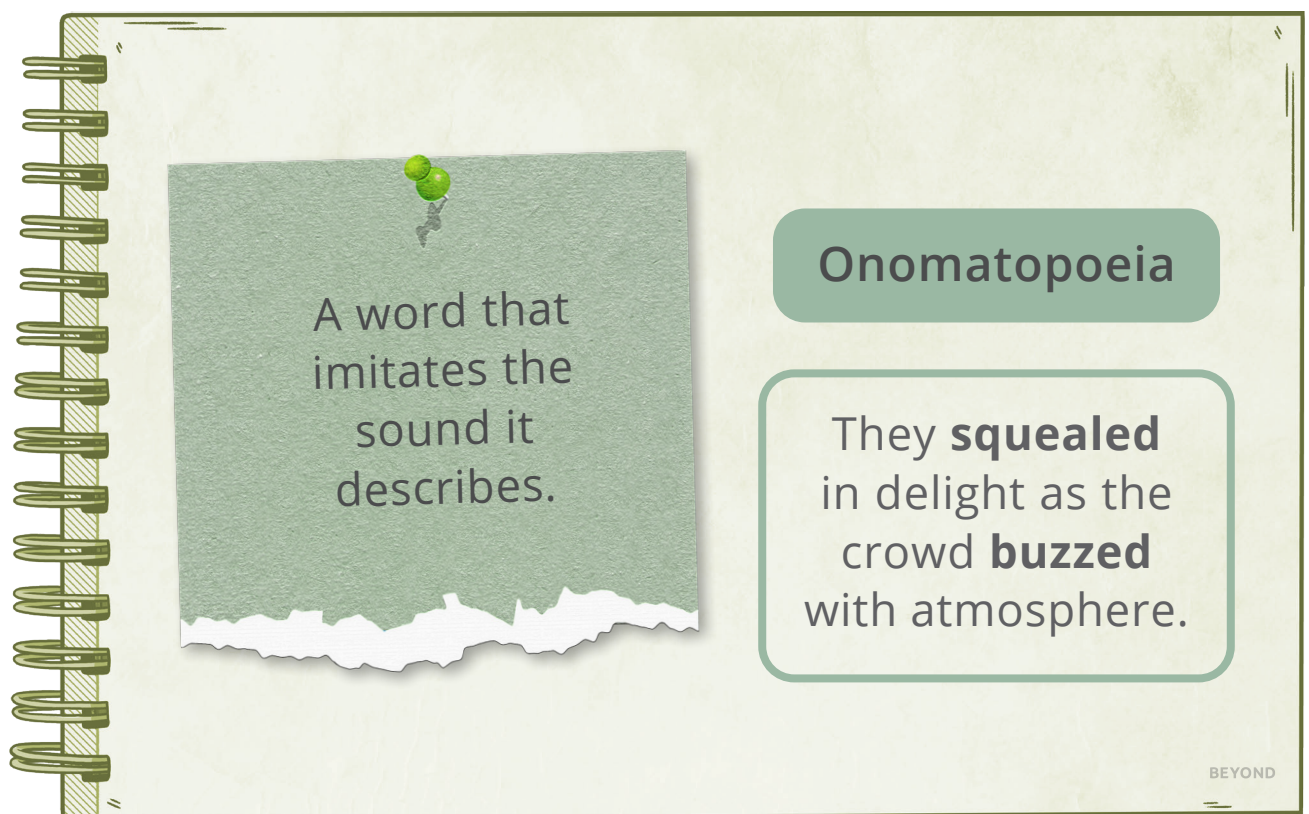 A word that
imitates the
sound it
describes.
Onomatopoeia
They squealed
in delight as the
crowd buzzed
with atmosphere.
BEYOND